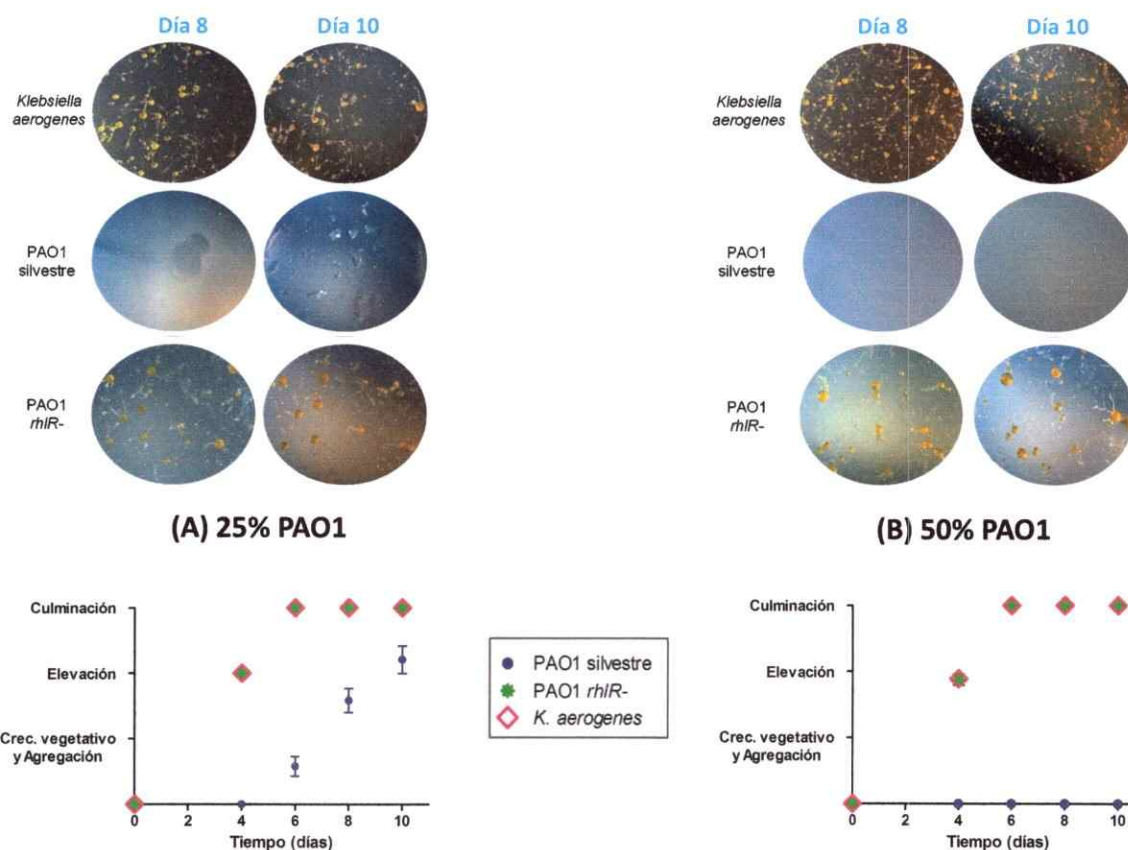 Día 8
Día 10
Klebsiella
aerogenes
PAO1
silvestre
PAO1
rhlR-
(A) 25% PAO1
Día 8
Día 10
Klebsiella
aerogenes
PAO1
silvestre
PAO1
rhlR-
(B) 50% PAO1
Culminación
Elevación
Crec. vegetativo
y Agregación
0 2 4 6 8 10
Tiempo (días)
PAO1 silvestre
PAO1 rhlR-
K. aerogenes
Culminación
Elevación
Crec. vegetativo
y Agregación
0 2 4 6 8 10
Tiempo (días)